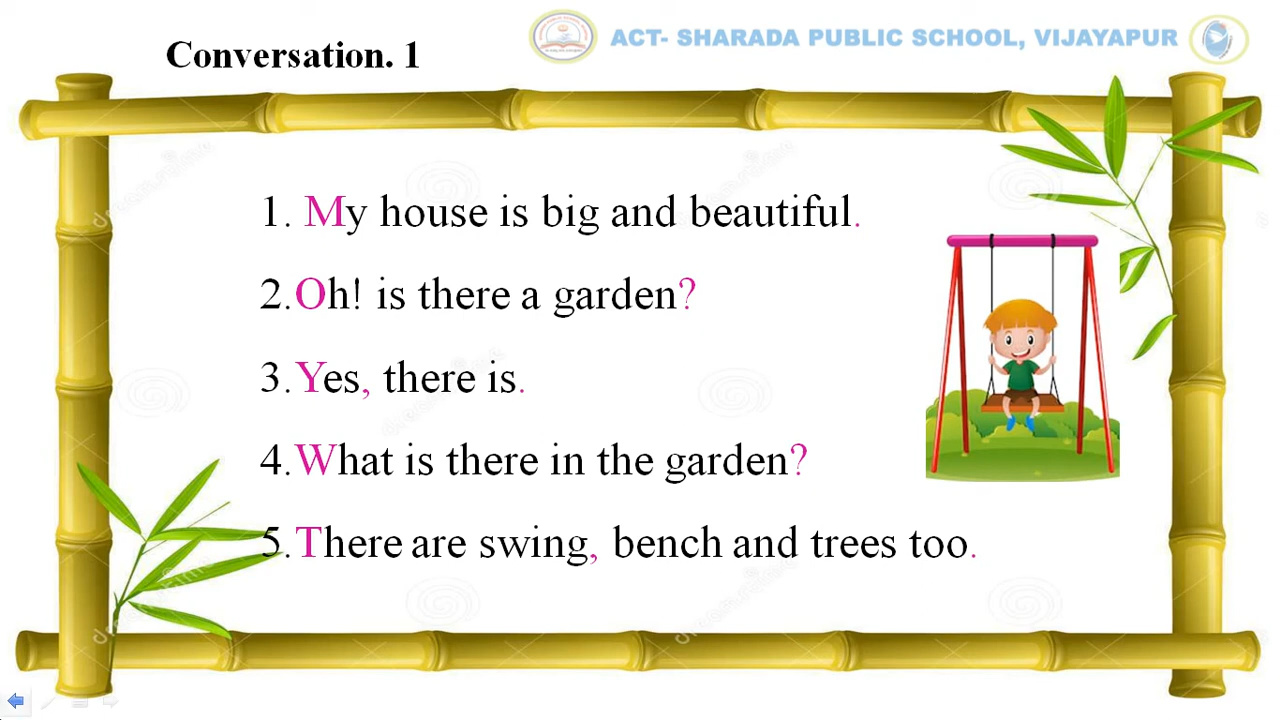 Conversation. 1
ACT- SHARADA PUBLIC SCHOOL, VIJAYAPUR
1. My house is big and beautiful.
2.Oh! is there a garden?
3.Yes, there is.
4.What is there in the garden?
5.There are swing, bench and trees too.